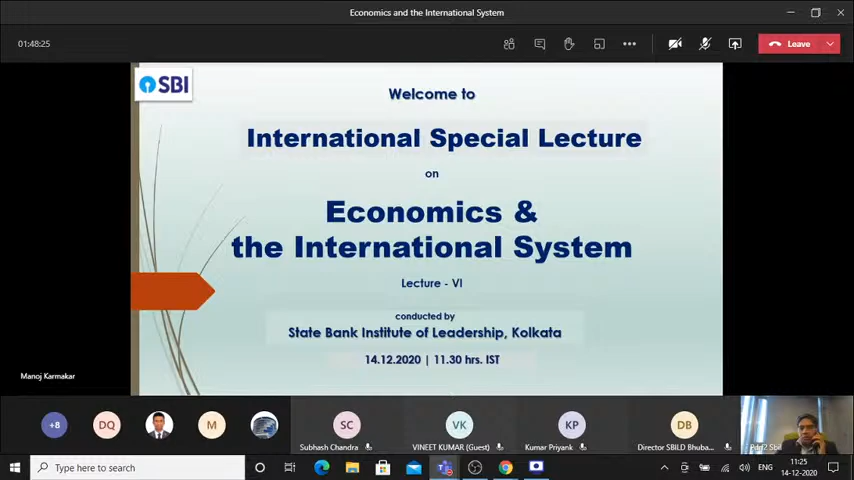 Economics and the International System
01:48:25
Leave
SBI
Welcome to
International Special Lecture
on
Economics &
the International System
Lecture - VI
conducted by
State Bank Institute of Leadership, Kolkata
14.12.2020 | 11.30 hrs. IST
Manoj Karmakar
+8
DQ
M
SC
VK
KP
DB
Subhash Chandra
VINEET KUMAR (Guest)
Kumar Priyank
Director SBILD Bhuba...
Type here to search
ENG
11:25
14-12-2020